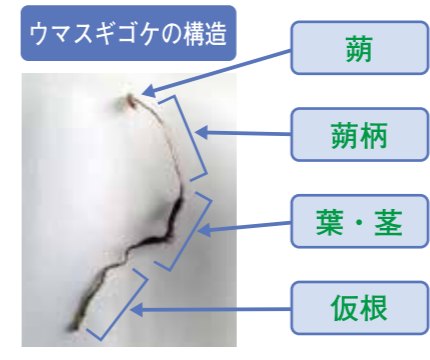 ウマスギゴケの構造
蒴
蒴柄
葉・茎
仮根